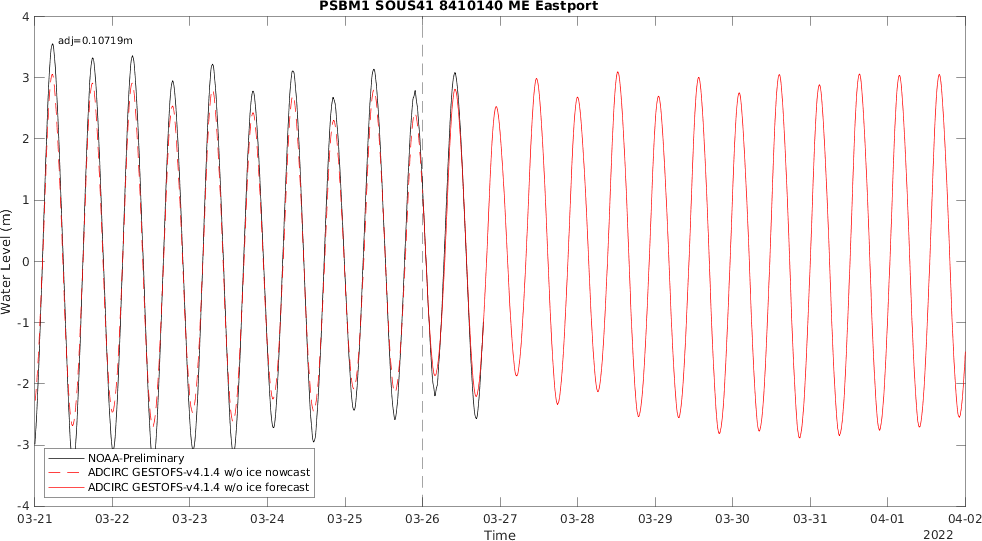 PSBM1 SOUS41 8410140 ME Eastport
adj=0.10719m
4
3
2
1
0
-1
-2
-3
-4
Water Level (m)
NOAA-Preliminary
ADCIRC GESTOFS-v4.1.4 w/o ice nowcast
ADCIRC GESTOFS-v4.1.4 w/o ice forecast
03-21 03-22 03-23 03-24 03-25 03-26 03-27 03-28 03-29 03-30 03-31 04-01 04-02
Time
2022